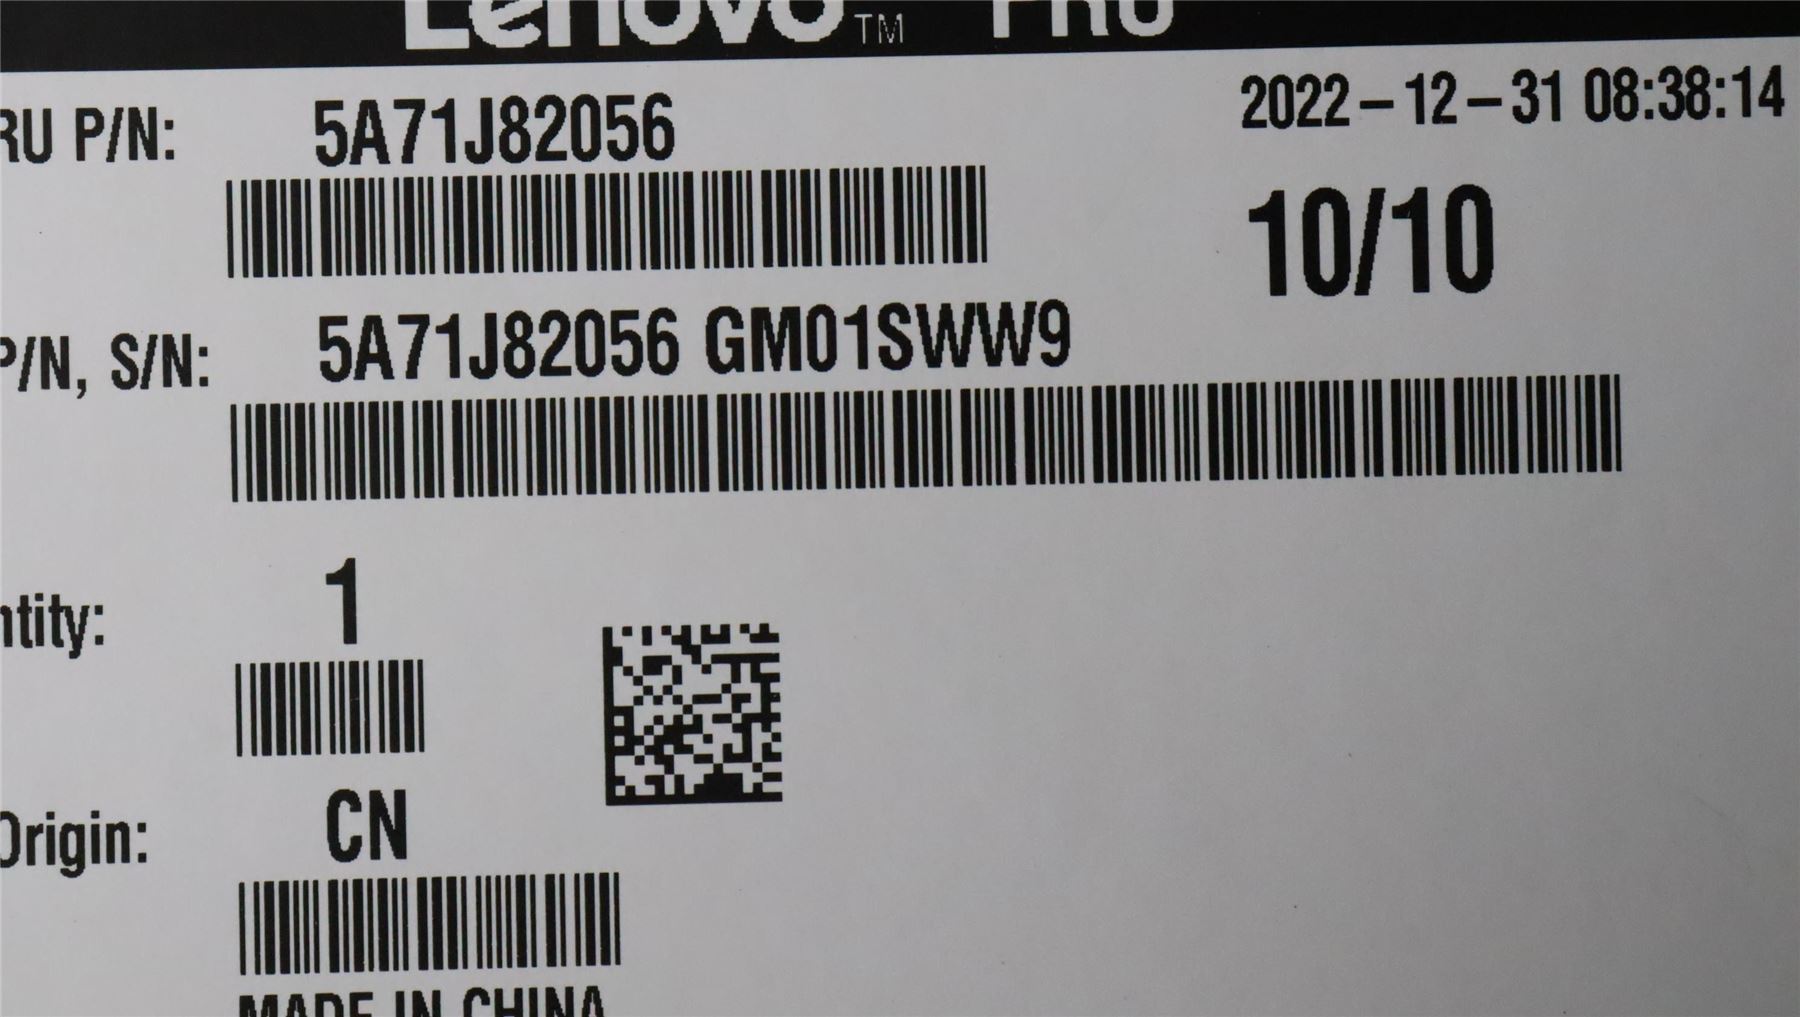 Lenovo™ FRU
RU P/N: 5A71J82056
2022-12-31 08:38:14
10/10
P/N, S/N: 5A71J82056 GM01SWW9
ntity: 1
Origin: CN
MADE IN CHINA